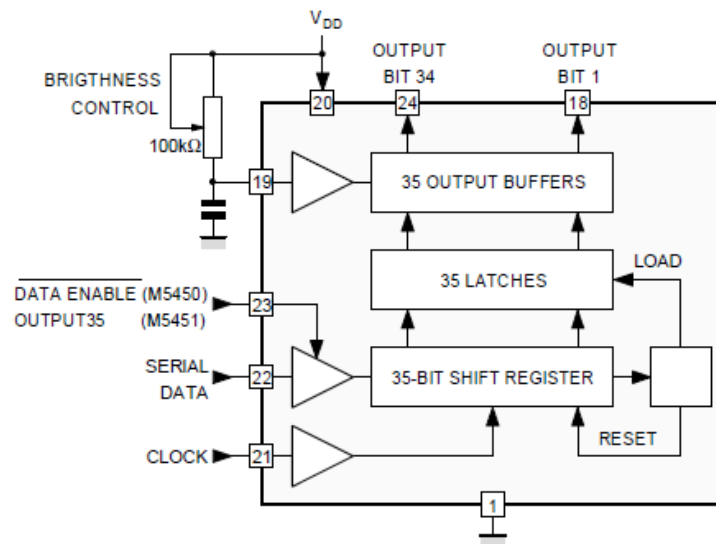 VDD
OUTPUT
BIT 34
OUTPUT
BIT 1
BRIGTHNESS
CONTROL
100kΩ
20
24
18
19
35 OUTPUT BUFFERS
LOAD
35 LATCHES
DATA ENABLE (M5450)
OUTPUT35 (M5451)
23
SERIAL
DATA
22
35-BIT SHIFT REGISTER
RESET
CLOCK
21
1